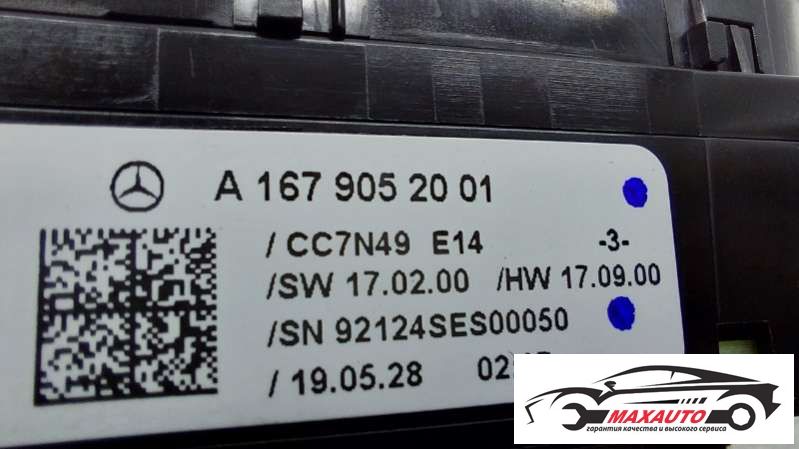 A 167 905 20 01
/CC7N49 E14 -3-
/SW 17.02.00 /HW 17.09.00
/SN 92124SES00050
/19.05.28
MAXAUTO
гарантия качества и высокого сервиса